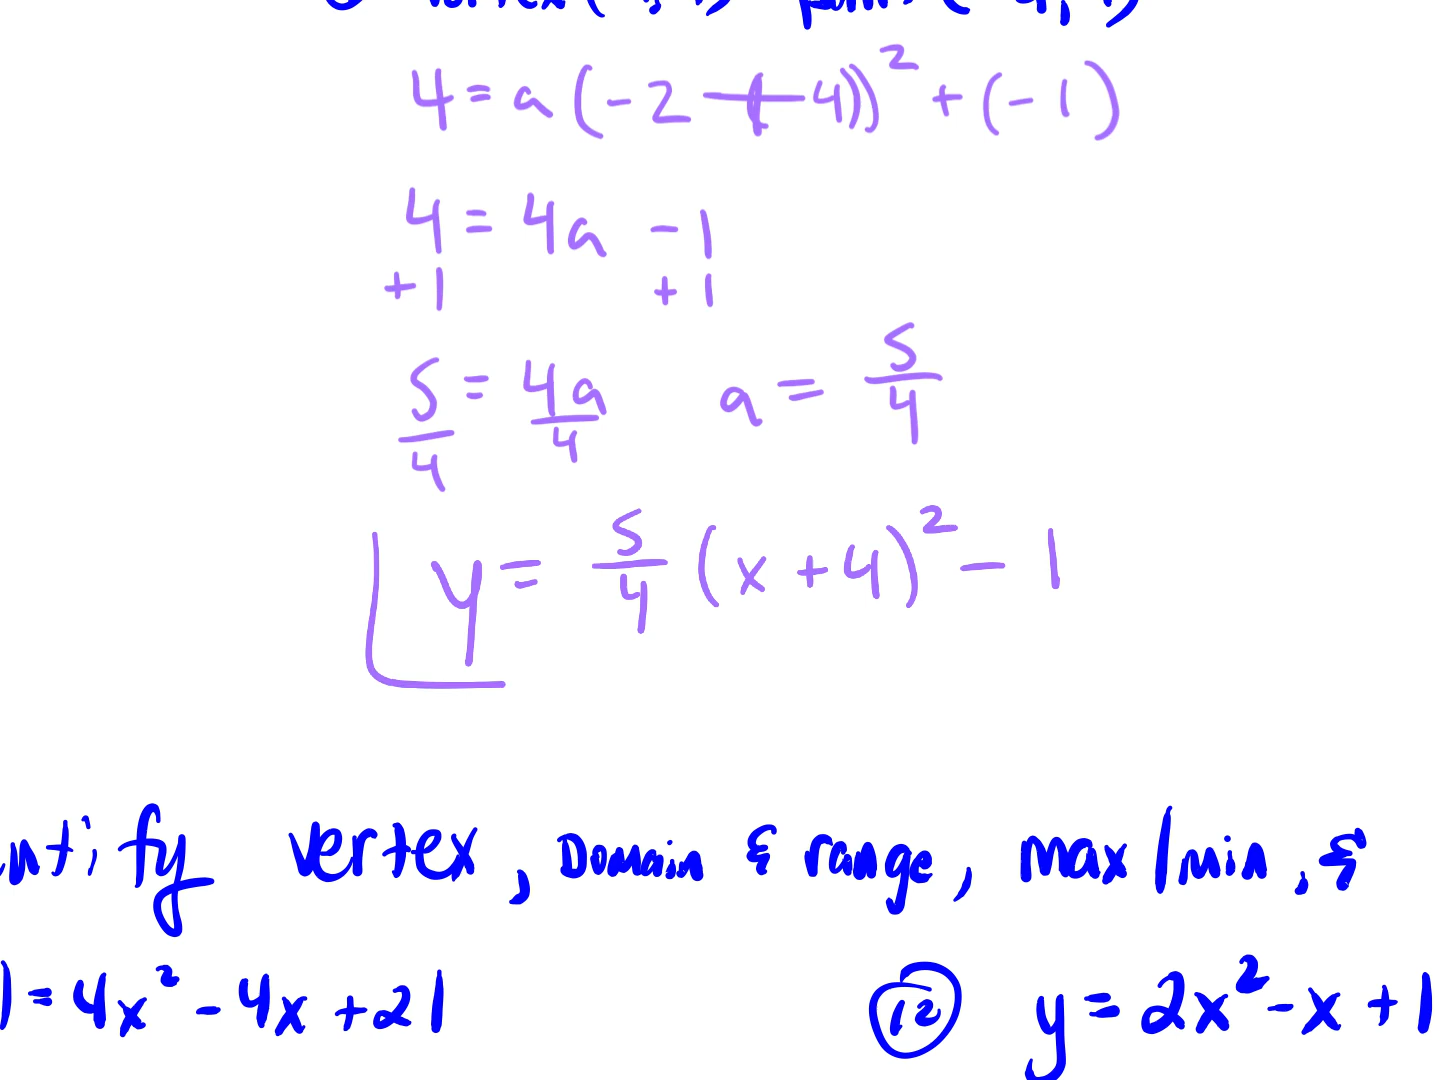 4 = a (-2 - (-4))² + (-1)
4 = 4a - 1
+1 +1
5/4 = 4a/4 a = 5/4
y = 5/4 (x + 4)² - 1
vertex, Domain & range, max/min, &
) = 4x² - 4x + 21 (12) y = 2x² - x + 1